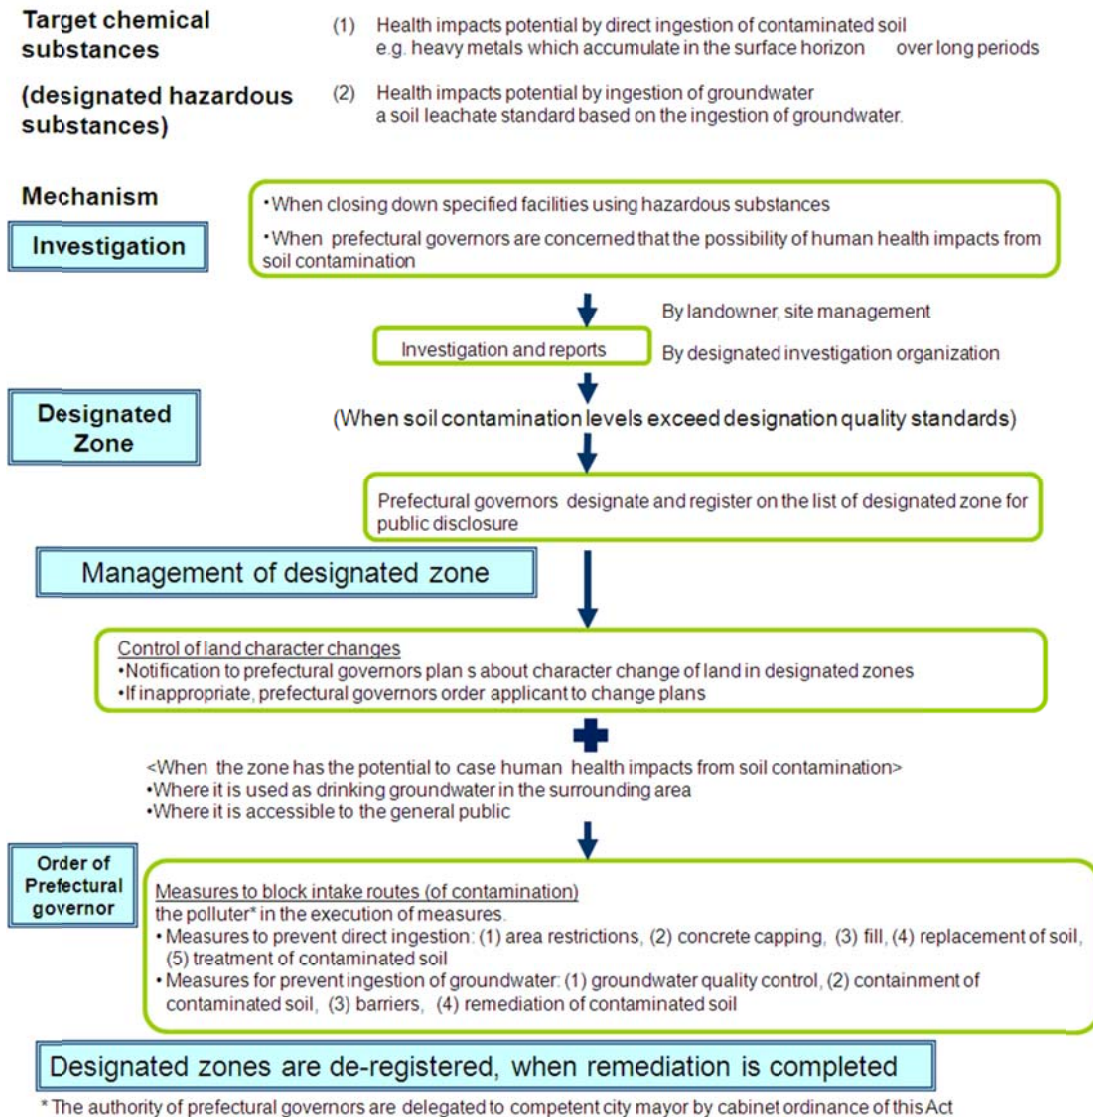 Target chemical
substances
(1) Health impacts potential by direct ingestion of contaminated soil
e.g. heavy metals which accumulate in the surface horizon over long periods
(designated hazardous
substances)
(2) Health impacts potential by ingestion of groundwater
a soil leachate standard based on the ingestion of groundwater.
Mechanism
Investigation
•When closing down specified facilities using hazardous substances
•When prefectural governors are concerned that the possibility of human health impacts from
soil contamination
By landowner, site management
Investigation and reports
By designated investigation organization
Designated
Zone
(When soil contamination levels exceed designation quality standards)
Prefectural governors designate and register on the list of designated zone for
public disclosure
Management of designated zone
Control of land character changes
•Notification to prefectural governors plan s about character change of land in designated zones
•If inappropriate, prefectural governors order applicant to change plans
<When the zone has the potential to case human health impacts from soil contamination>
•Where it is used as drinking groundwater in the surrounding area
•Where it is accessible to the general public
Order of
Prefectural
governor
Measures to block intake routes (of contamination)
the polluter* in the execution of measures.
• Measures to prevent direct ingestion: (1) area restrictions, (2) concrete capping, (3) fill, (4) replacement of soil,
(5) treatment of contaminated soil
• Measures for prevent ingestion of groundwater: (1) groundwater quality control, (2) containment of
contaminated soil, (3) barriers, (4) remediation of contaminated soil
Designated zones are de-registered, when remediation is completed
* The authority of prefectural governors are delegated to competent city mayor by cabinet ordinance of this Act